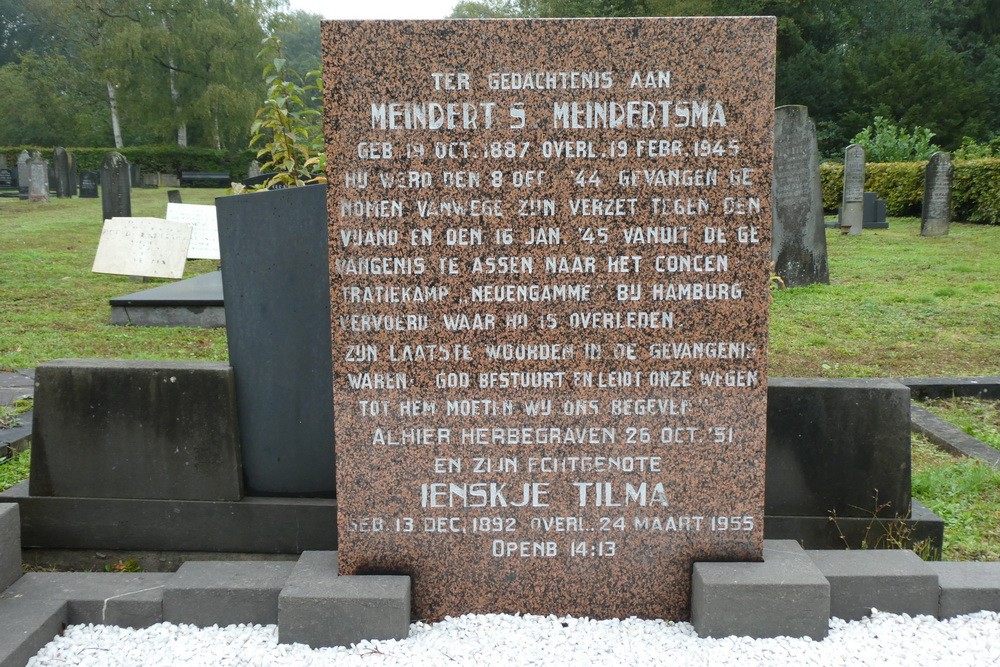 TER GEDACHTENIS AAN
MEINDERT S. MEINDERTSMA
GEB 19 OCT. 1887 OVERL. 19 FEBR. 1945
HIJ WERD DEN 8 DEC. '44 GEVANGEN GE
NOMEN VANWEGE ZIJN VERZET TEGEN DEN
VIJAND EN DEN 16 JAN. '45 VANUIT DE GE
VANGENIS TE ASSEN NAAR HET CONCEN
TRATIEKAMP „NEUENGAMME" BIJ HAMBURG
VERVOERD WAAR HIJ IS OVERLEDEN.
ZIJN LAATSTE WOORDEN IN DE GEVANGENIS
WAREN: GOD BESTUURT EN LEIDT ONZE WEGEN
TOT HEM MOETEN WIJ ONS BEGEVEN"
ALHIER HERBEGRAVEN 26 OCT. '51
EN ZIJN ECHTGENOTE
IENSKJE TILMA
GEB. 13 DEC. 1892 OVERL. 24 MAART 1955
OPENB 14:13